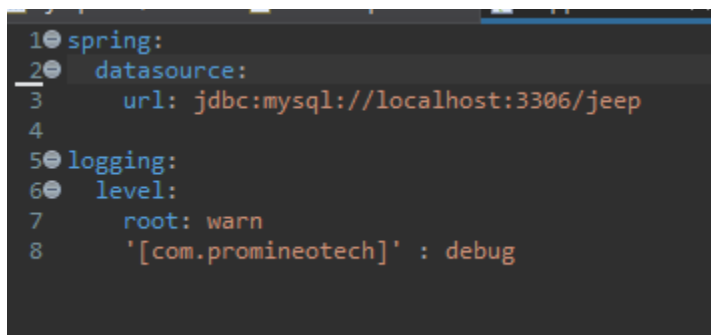 1 spring:
2   datasource:
3     url: jdbc:mysql://localhost:3306/jeep
4
5 logging:
6   level:
7     root: warn
8     '[com.promineotech]' : debug